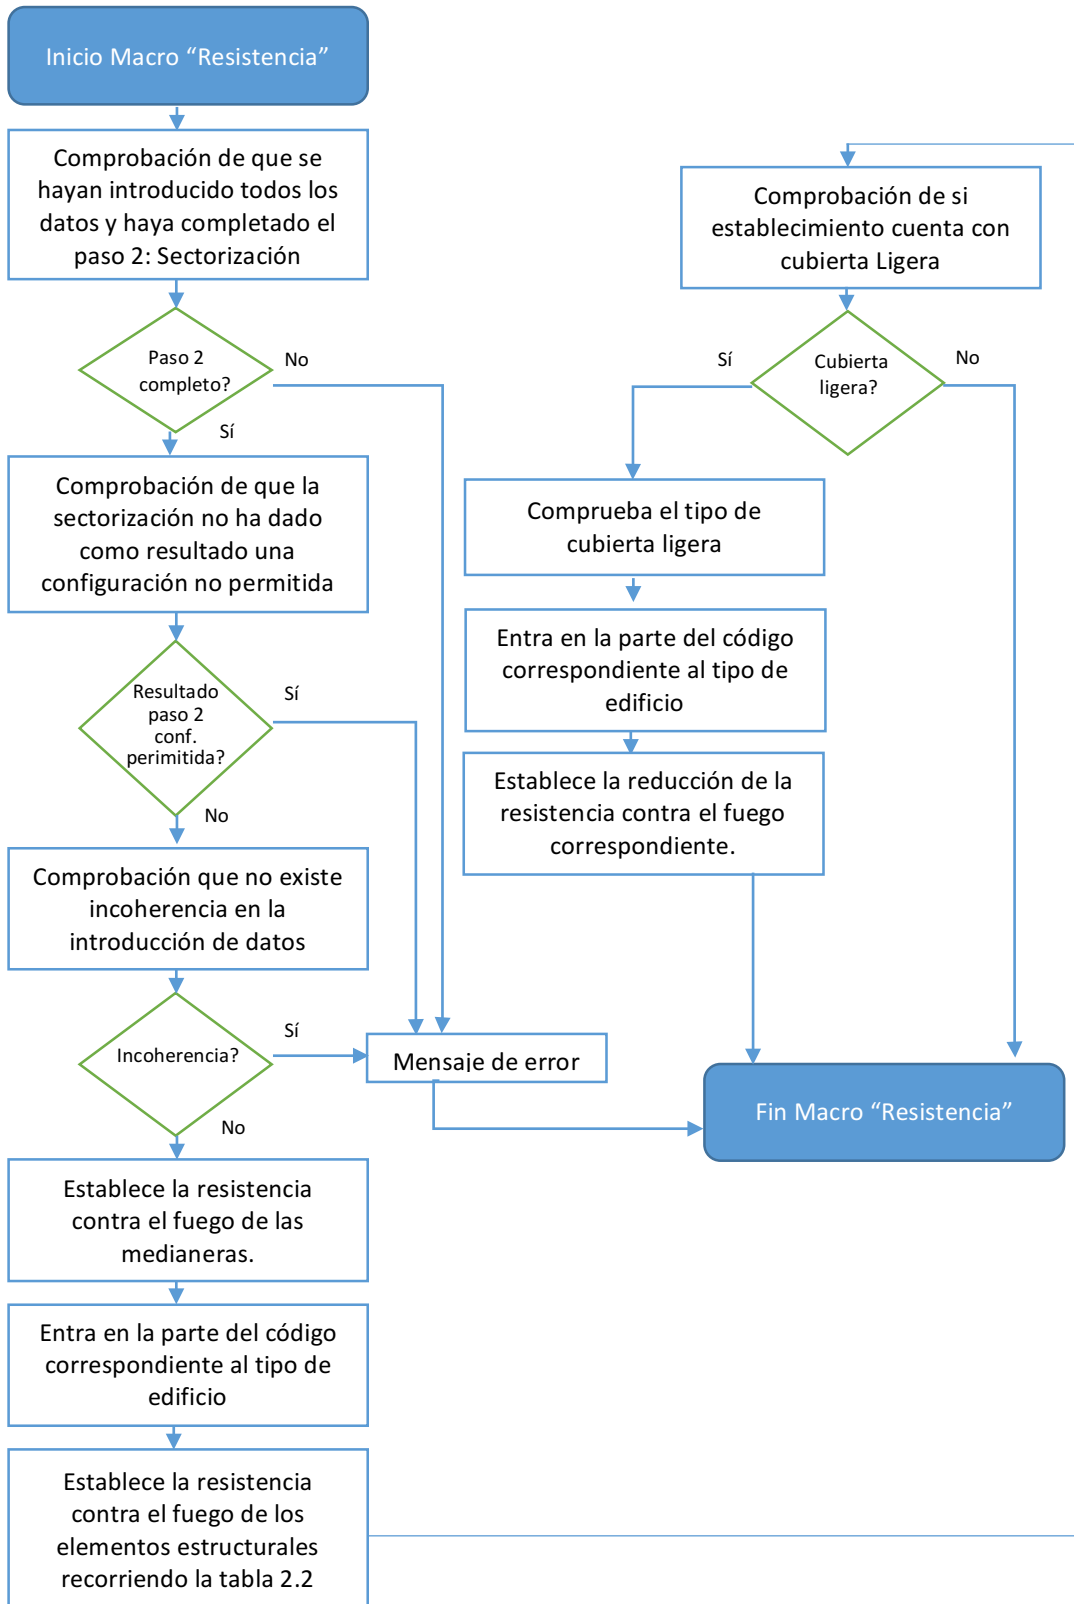 Inicio Macro “Resistencia”
Comprobación de que se
hayan introducido todos los
datos y haya completado el
paso 2: Sectorización
Paso 2
completo?
No
Sí
Comprobación de que la
sectorización no ha dado
como resultado una
configuración no permitida
Resultado
paso 2
conf.
perimitida?
Sí
No
Comprobación que no existe
incoherencia en la
introducción de datos
Incoherencia?
Sí
No
Mensaje de error
Establece la resistencia
contra el fuego de las
medianeras.
Entra en la parte del código
correspondiente al tipo de
edificio
Establece la resistencia
contra el fuego de los
elementos estructurales
recorriendo la tabla 2.2
Comprobación de si
establecimiento cuenta con
cubierta Ligera
Cubierta
ligera?
Sí
No
Comprueba el tipo de
cubierta ligera
Entra en la parte del código
correspondiente al tipo de
edificio
Establece la reducción de la
resistencia contra el fuego
correspondiente.
Fin Macro “Resistencia”